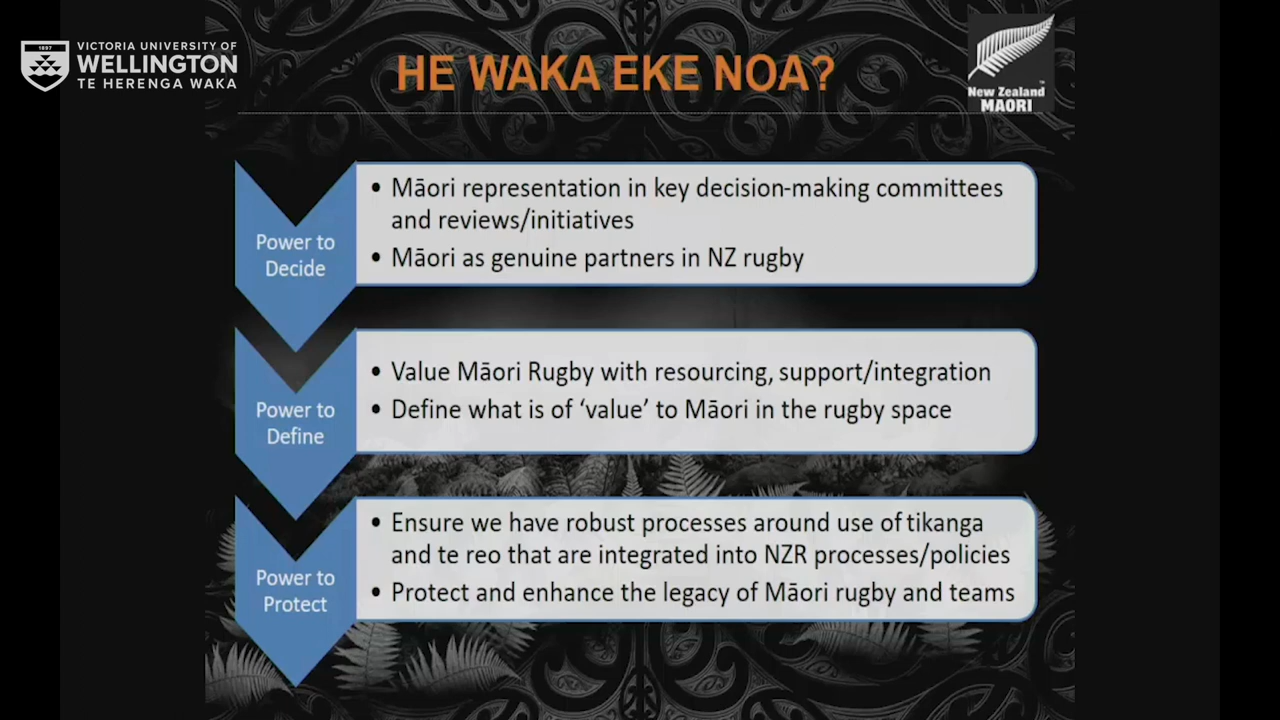 1897
VICTORIA UNIVERSITY OF
WELLINGTON
TE HERENGA WAKA
HE WAKA EKE NOA?
New Zealand
MAORI
Power to
Decide
• Māori representation in key decision-making committees
and reviews/initiatives
• Māori as genuine partners in NZ rugby
Power to
Define
• Value Māori Rugby with resourcing, support/integration
• Define what is of ‘value’ to Māori in the rugby space
Power to
Protect
• Ensure we have robust processes around use of tikanga
and te reo that are integrated into NZR processes/policies
• Protect and enhance the legacy of Māori rugby and teams